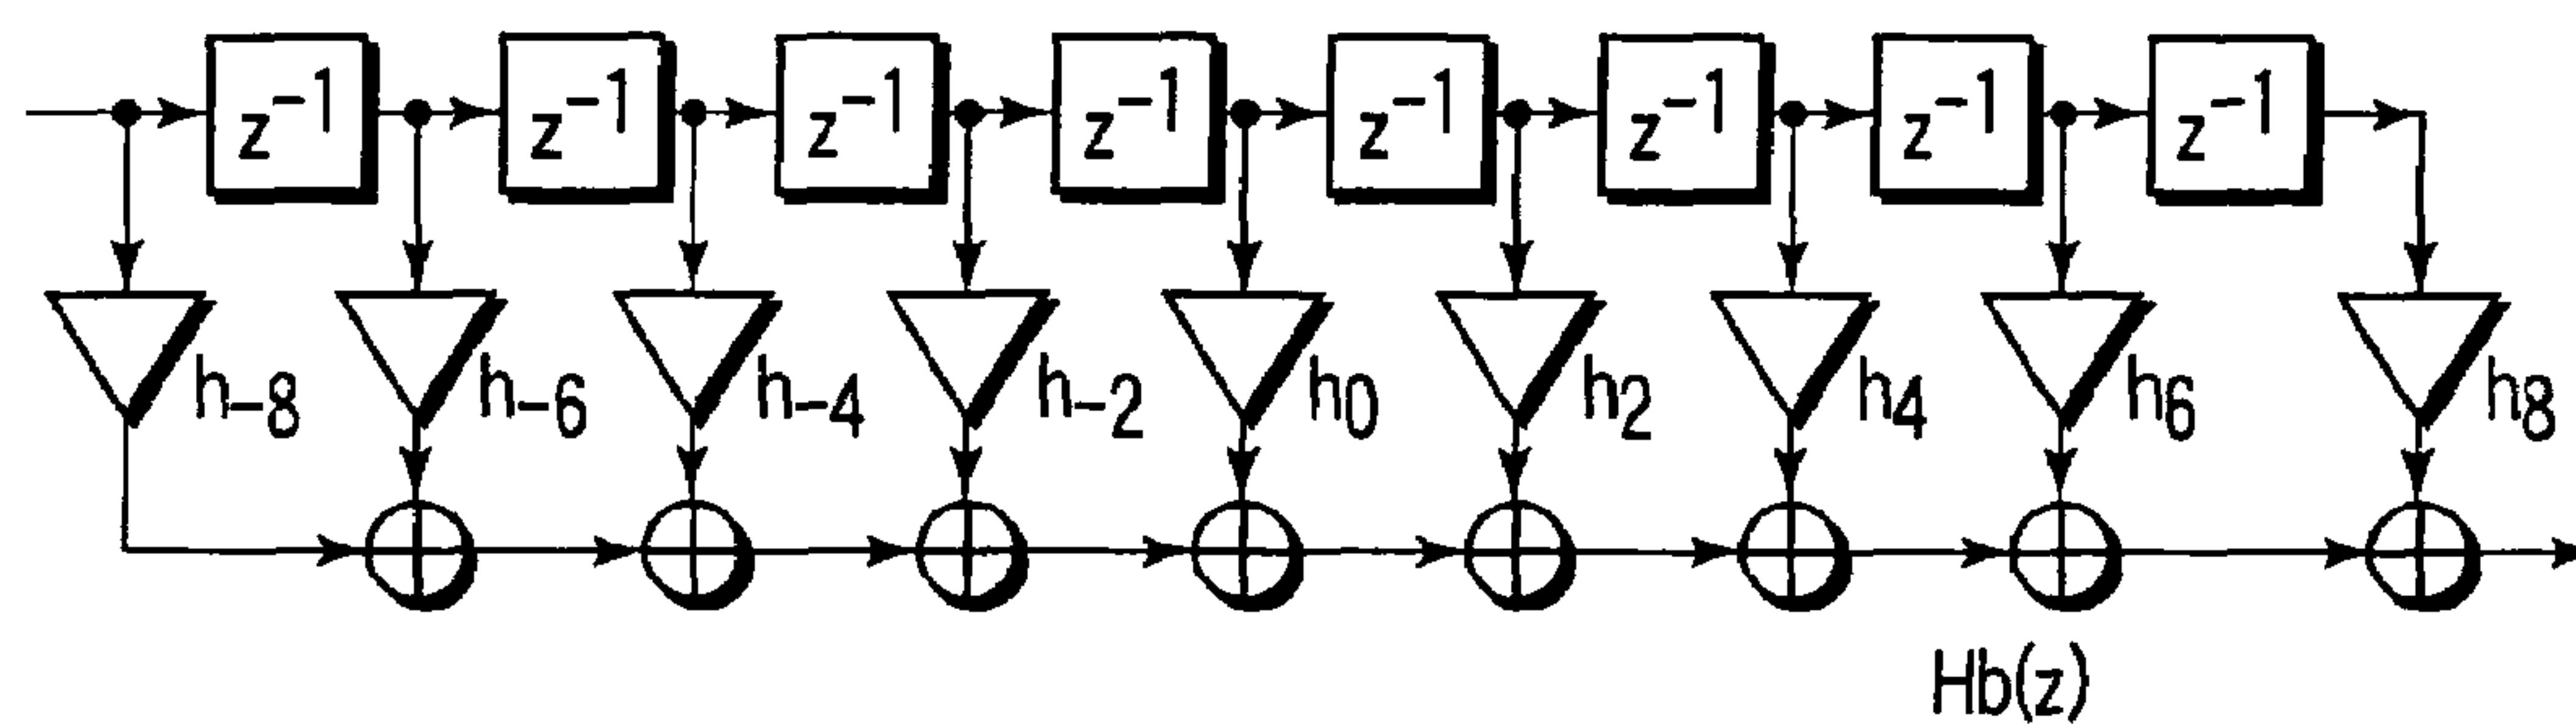 z⁻¹ z⁻¹ z⁻¹ z⁻¹ z⁻¹ z⁻¹ z⁻¹ z⁻¹
h₋₈ h₋₆ h₋₄ h₋₂ h₀ h₂ h₄ h₆ h₈
Hb(z)